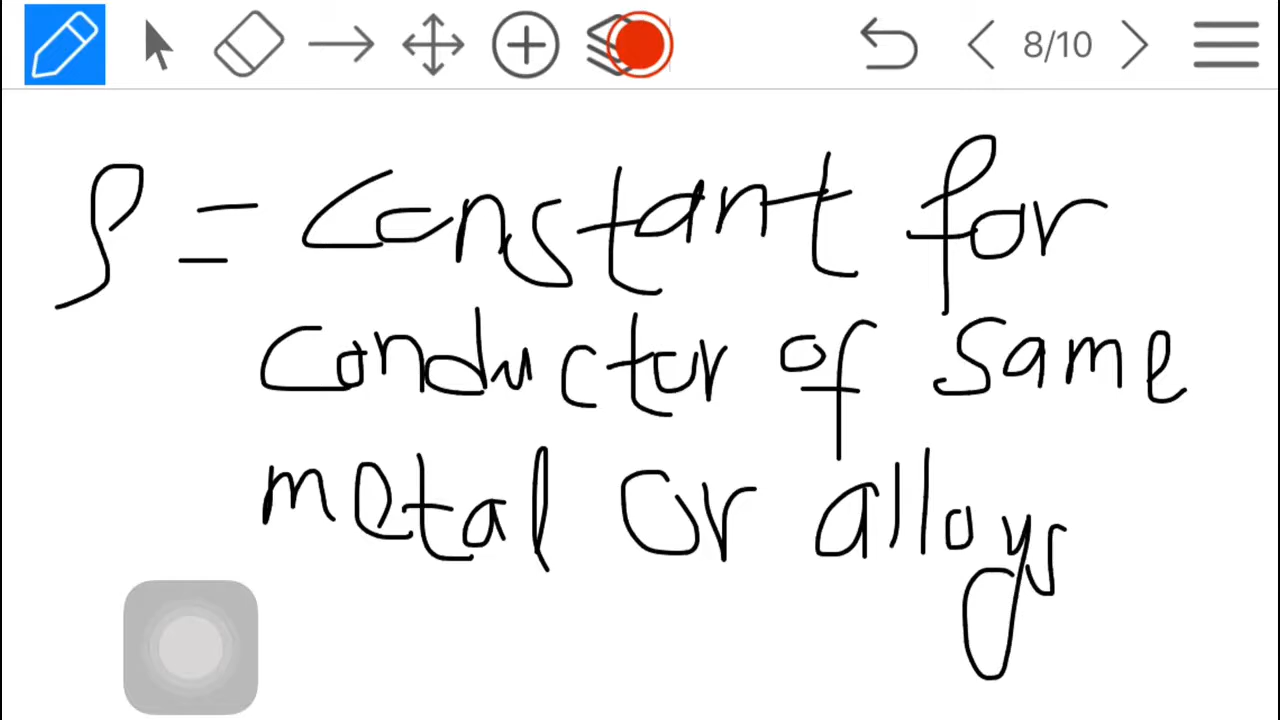 8/10
ρ = constant for
conductor of same
metal or alloys